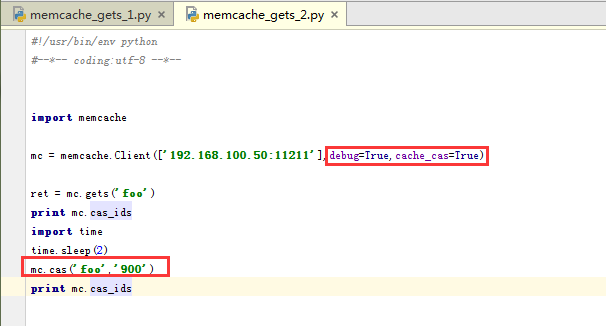 memcache_gets_1.py × memcache_gets_2.py ×
#!/usr/bin/env python
#--*-- coding:utf-8 --*--
import memcache
mc = memcache.Client(['192.168.100.50:11211'],debug=True,cache_cas=True)
ret = mc.gets('foo')
print mc.cas_ids
import time
time.sleep(2)
mc.cas('foo','900')
print mc.cas_ids